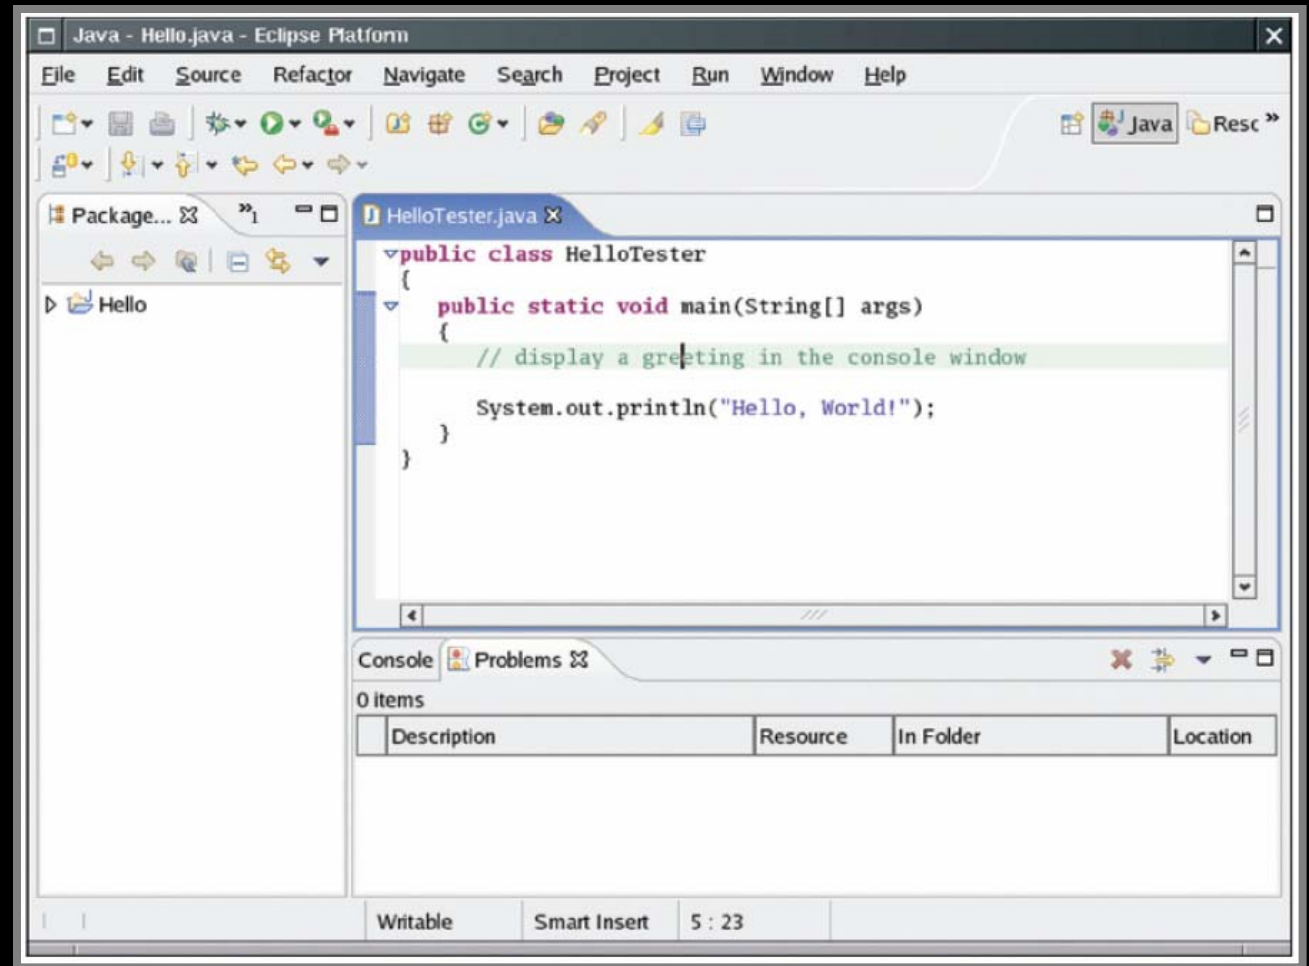 Java - Hello.java - Eclipse Platform
File Edit Source Refactor Navigate Search Project Run Window Help
Java Resc »
Package... »1
HelloTester.java
Hello
public class HelloTester
{
public static void main(String[] args)
{
// display a greeting in the console window
System.out.println("Hello, World!");
}
}
Console Problems
0 items
Description Resource In Folder Location
Writable Smart Insert 5 : 23